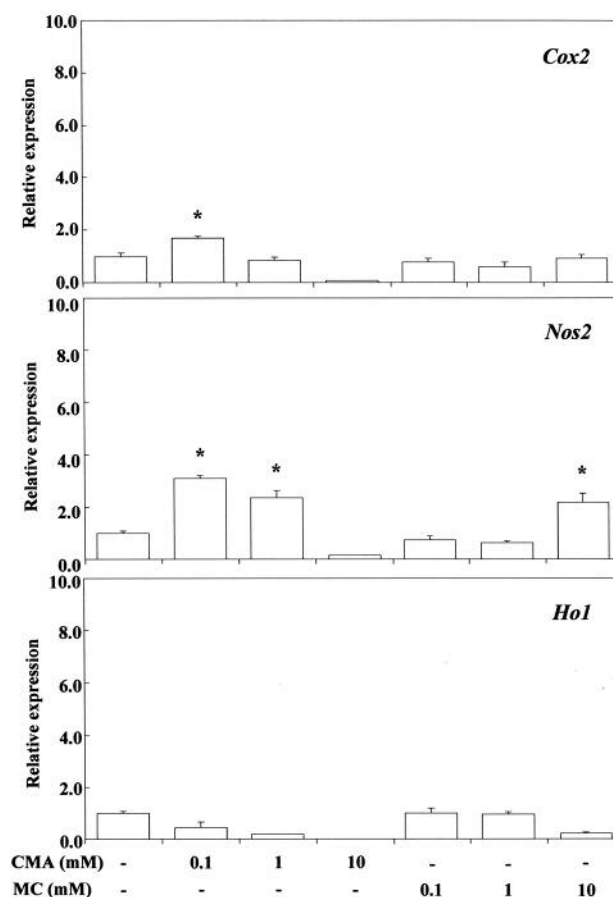 10.0
Cox2
8.0
6.0
Relative expression
4.0
*
2.0
0.0
10.0
Nos2
8.0
6.0
Relative expression
4.0
* * *
2.0
0.0
10.0
Ho1
8.0
6.0
Relative expression
4.0
2.0
0.0
CMA (mM) - 0.1 1 10 - - -
MC (mM) - - - - 0.1 1 10